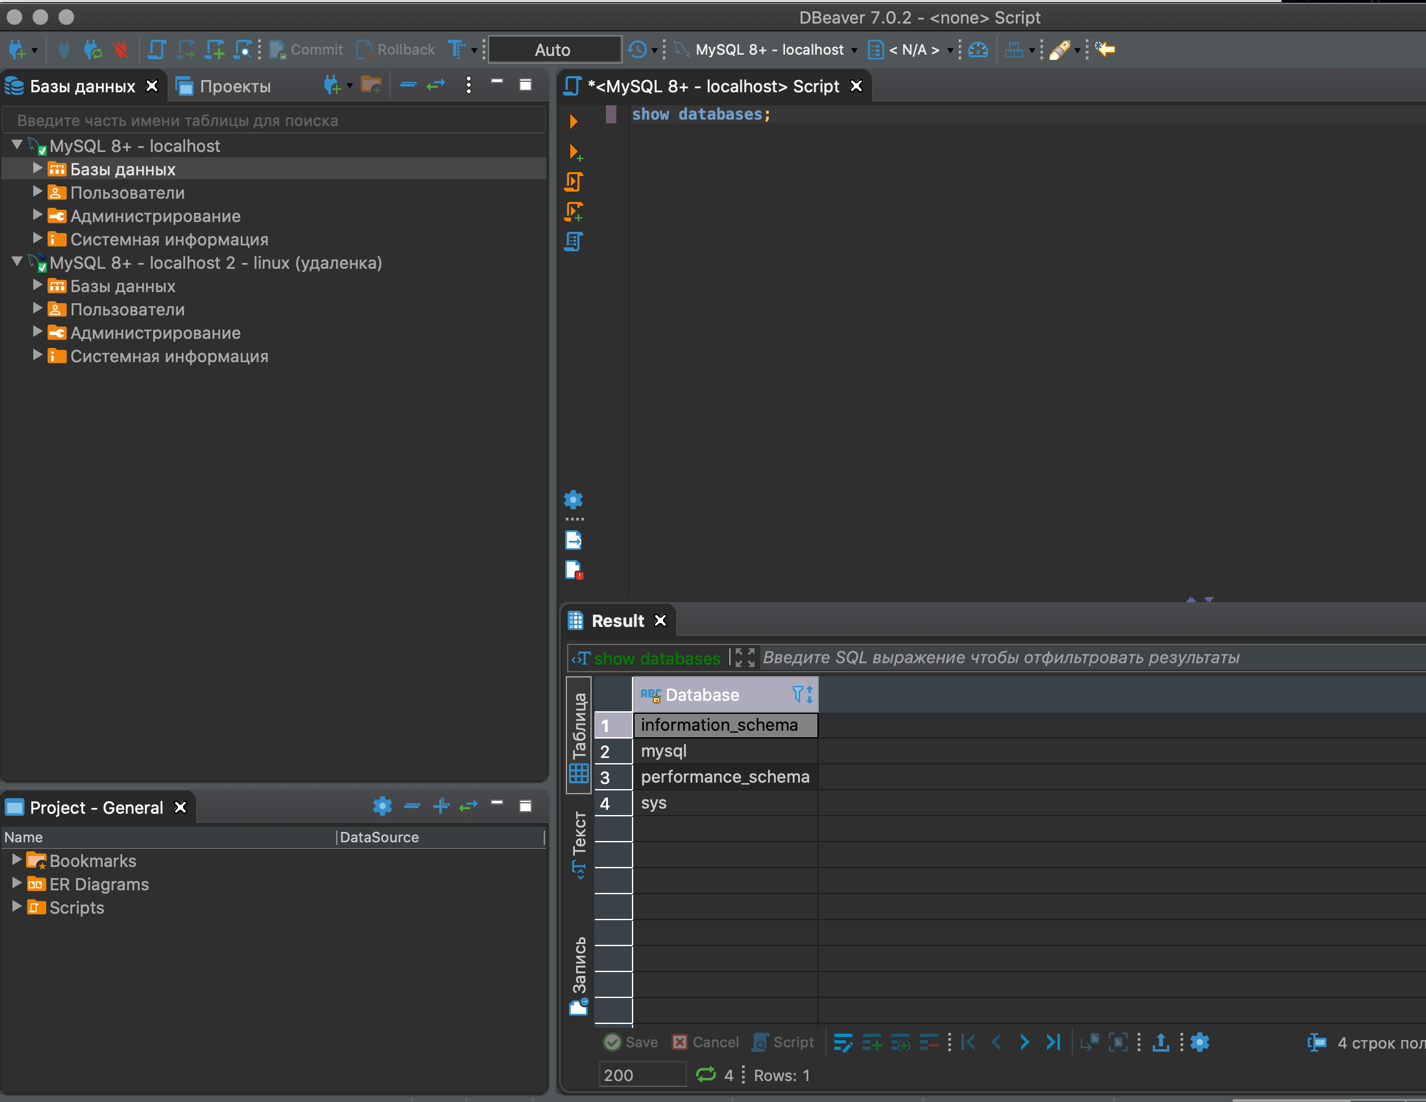 DBeaver 7.0.2 - <none> Script
Commit Rollback Auto MySQL 8+ - localhost < N/A >
Базы данных Проекты
Введите часть имени таблицы для поиска
MySQL 8+ - localhost
Базы данных
Пользователи
Администрирование
Системная информация
MySQL 8+ - localhost 2 - linux (удаленка)
Базы данных
Пользователи
Администрирование
Системная информация
Project - General
Name DataSource
Bookmarks
ER Diagrams
Scripts
*<MySQL 8+ - localhost> Script
show databases;
Result
show databases Введите SQL выражение чтобы отфильтровать результаты
Таблица
Текст
Запись
ABC Database
1 information_schema
2 mysql
3 performance_schema
4 sys
Save Cancel Script 4 строк пол
200 4 Rows: 1